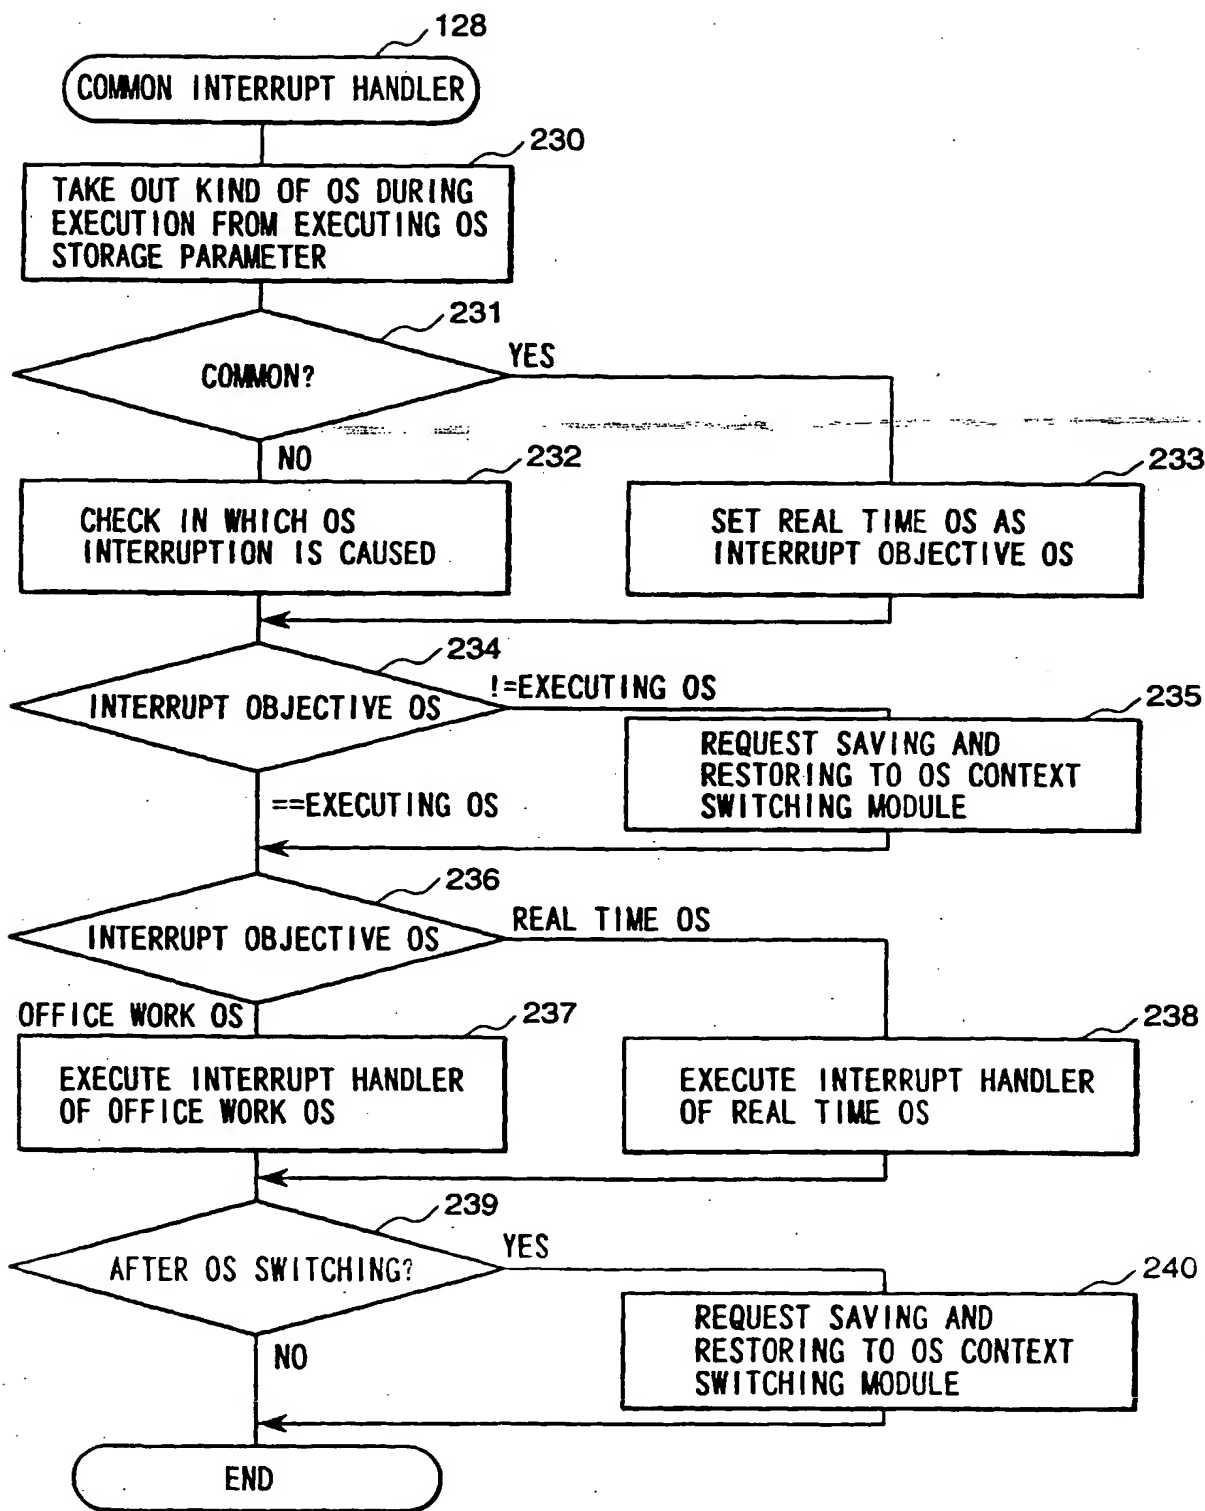 128
COMMON INTERRUPT HANDLER
230
TAKE OUT KIND OF OS DURING
EXECUTION FROM EXECUTING OS
STORAGE PARAMETER
231
COMMON?
YES
NO
232
CHECK IN WHICH OS
INTERRUPTION IS CAUSED
233
SET REAL TIME OS AS
INTERRUPT OBJECTIVE OS
234
INTERRUPT OBJECTIVE OS
!=EXECUTING OS
235
REQUEST SAVING AND
RESTORING TO OS CONTEXT
SWITCHING MODULE
==EXECUTING OS
236
INTERRUPT OBJECTIVE OS
REAL TIME OS
OFFICE WORK OS
237
EXECUTE INTERRUPT HANDLER
OF OFFICE WORK OS
238
EXECUTE INTERRUPT HANDLER
OF REAL TIME OS
239
AFTER OS SWITCHING?
YES
240
REQUEST SAVING AND
RESTORING TO OS CONTEXT
SWITCHING MODULE
NO
END